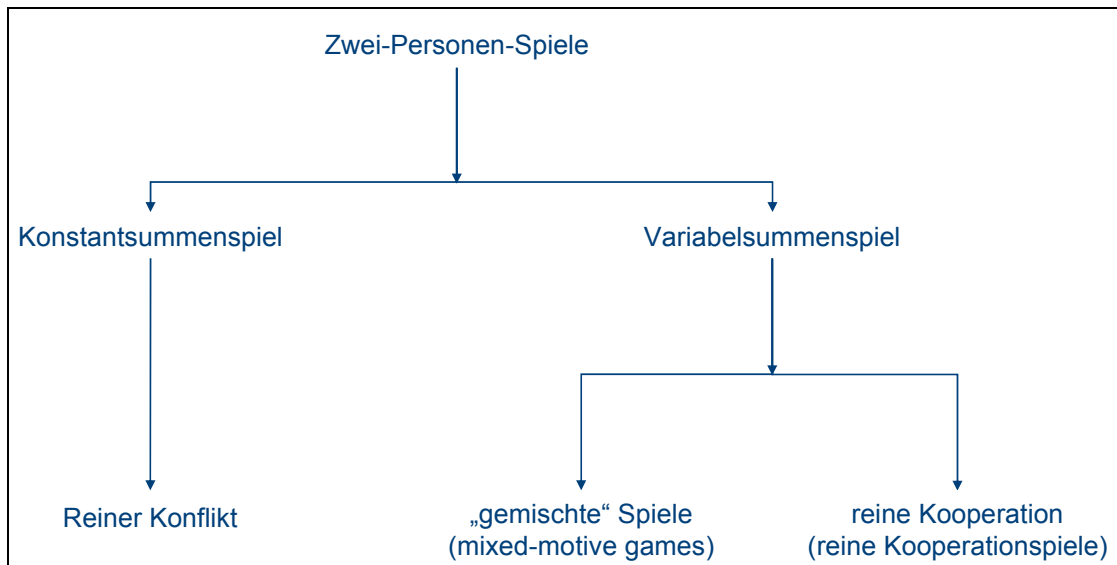 Zwei-Personen-Spiele
Konstantsummenspiel
Variabelsummenspiel
Reiner Konflikt
„gemischte“ Spiele
(mixed-motive games)
reine Kooperation
(reine Kooperationspiele)